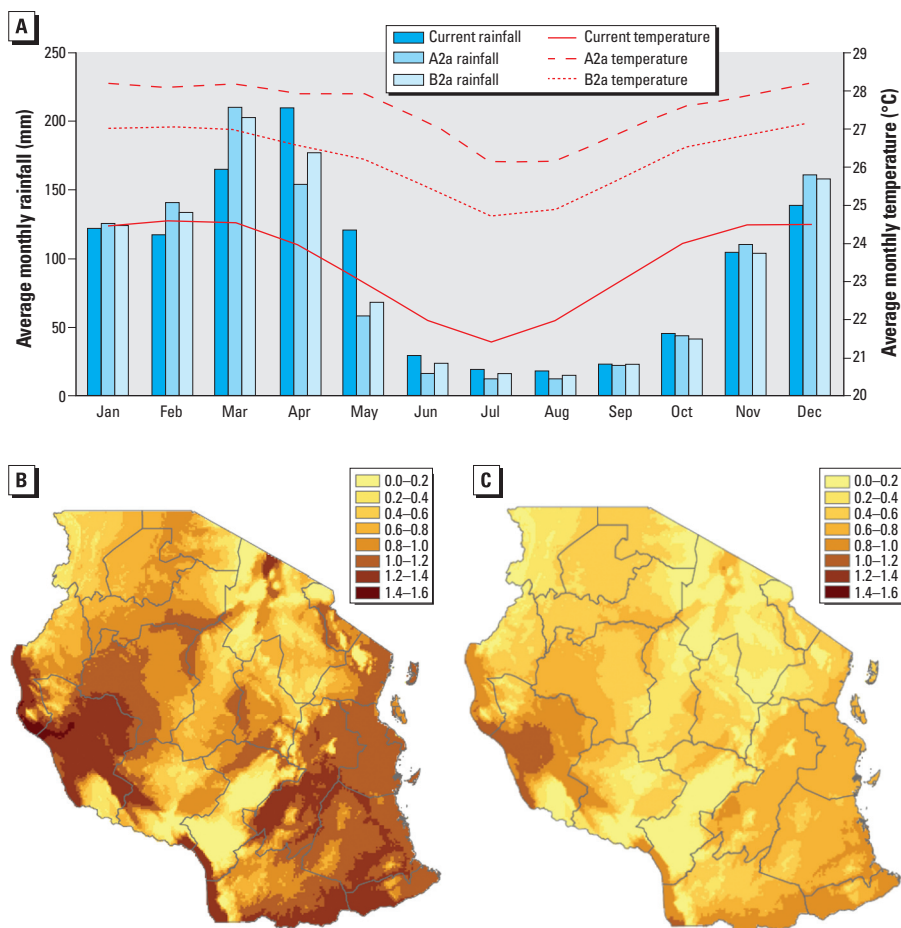 A
Current rainfall
A2a rainfall
B2a rainfall
Current temperature
A2a temperature
B2a temperature
Average monthly rainfall (mm)
250
200
150
100
50
0
Average monthly temperature (°C)
29
28
27
26
25
24
23
22
21
20
Jan Feb Mar Apr May Jun Jul Aug Sep Oct Nov Dec
B
0.0–0.2
0.2–0.4
0.4–0.6
0.6–0.8
0.8–1.0
1.0–1.2
1.2–1.4
1.4–1.6
C
0.0–0.2
0.2–0.4
0.4–0.6
0.6–0.8
0.8–1.0
1.0–1.2
1.2–1.4
1.4–1.6